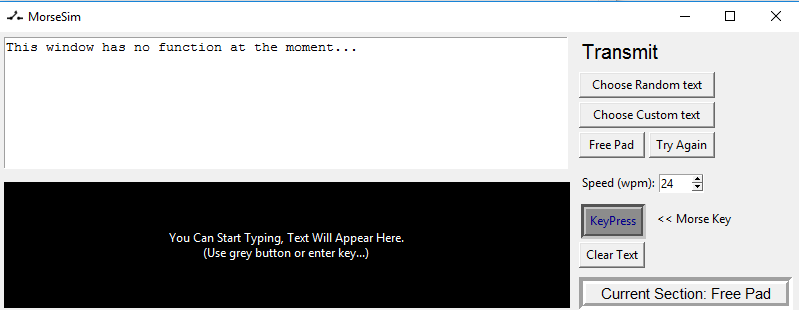 MorseSim
This window has no function at the moment...
Transmit
Choose Random text
Choose Custom text
Free Pad Try Again
Speed (wpm): 24
KeyPress << Morse Key
Clear Text
You Can Start Typing, Text Will Appear Here.
(Use grey button or enter key...)
Current Section: Free Pad